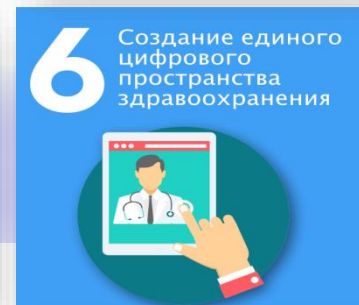 6
Создание единого
цифрового
пространства
здравоохранения